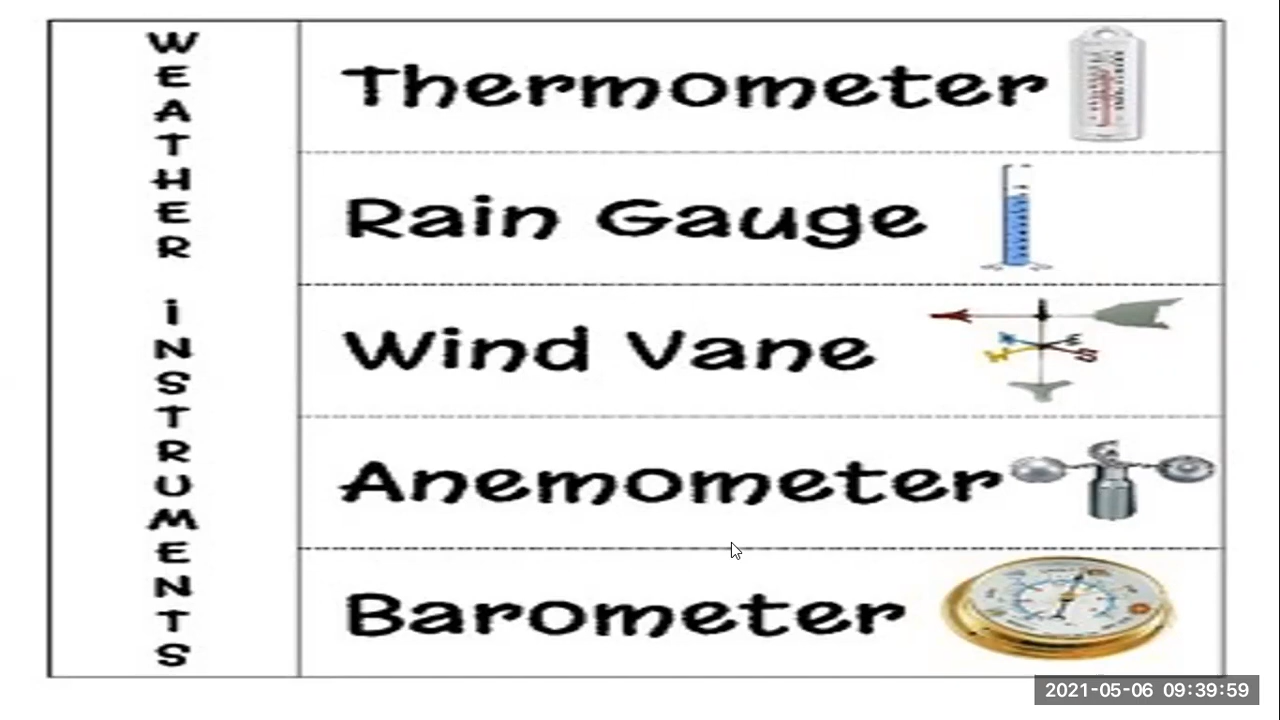 WEATHER INSTRUMENTS
Thermometer
Rain Gauge
Wind Vane
Anemometer
Barometer
2021-05-06 09:39:59